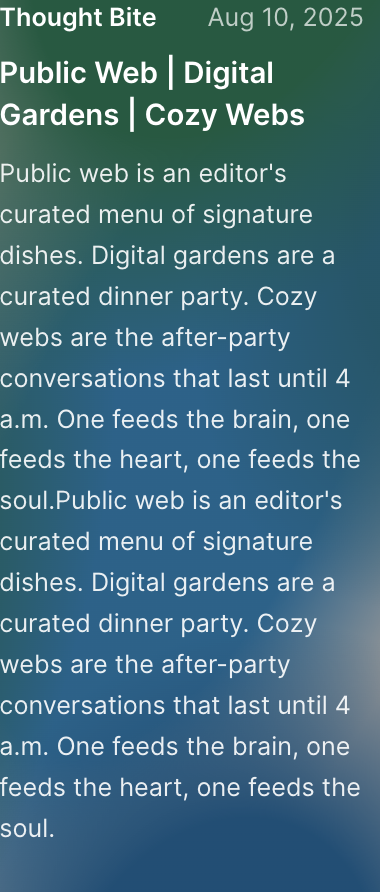 Thought Bite Aug 10, 2025
Public Web | Digital
Gardens | Cozy Webs
Public web is an editor's
curated menu of signature
dishes. Digital gardens are a
curated dinner party. Cozy
webs are the after-party
conversations that last until 4
a.m. One feeds the brain, one
feeds the heart, one feeds the
soul.Public web is an editor's
curated menu of signature
dishes. Digital gardens are a
curated dinner party. Cozy
webs are the after-party
conversations that last until 4
a.m. One feeds the brain, one
feeds the heart, one feeds the
soul.